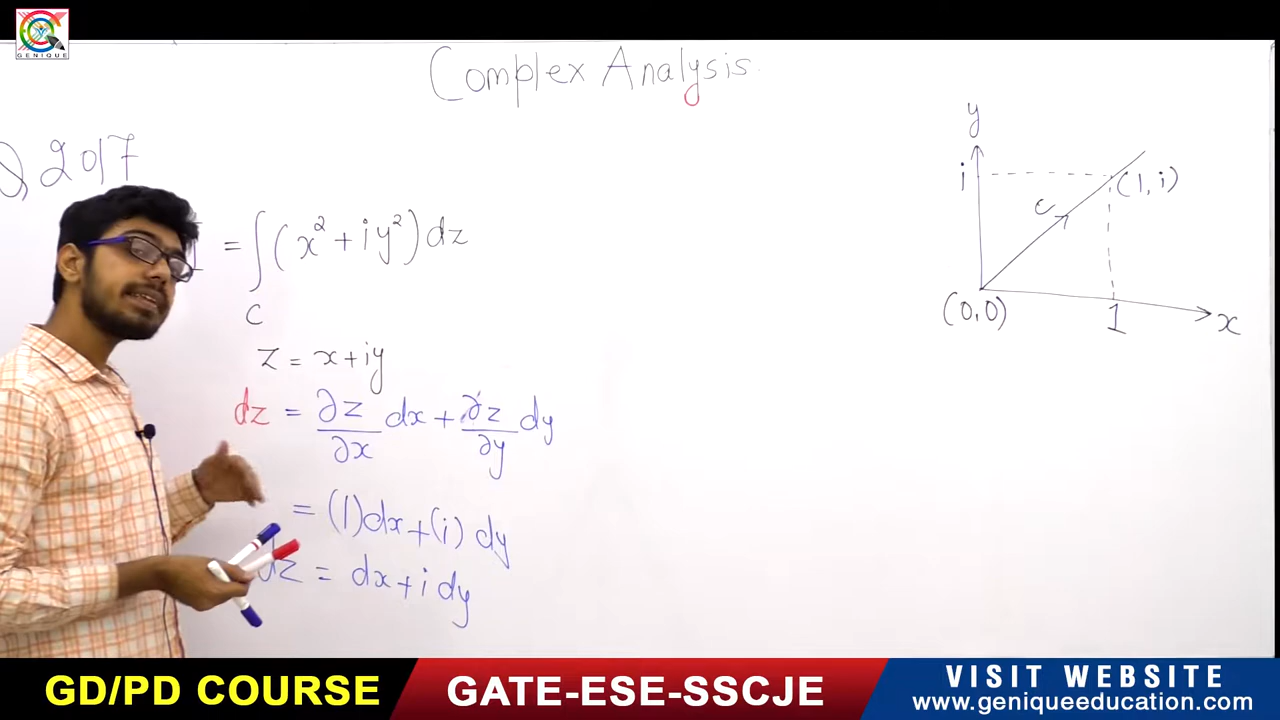 GENIQUE
Complex Analysis
Q, 2017
= ∫ (x² + iy²) dz
C
z = x + iy
dz = ∂z/∂x dx + ∂z/∂y dy
= (1)dx + (i) dy
dz = dx + i dy
y
i
(1, i)
c
(0,0)
1
x
GD/PD COURSE
GATE-ESE-SSCJE
VISIT WEBSITE
www.geniqueeducation.com